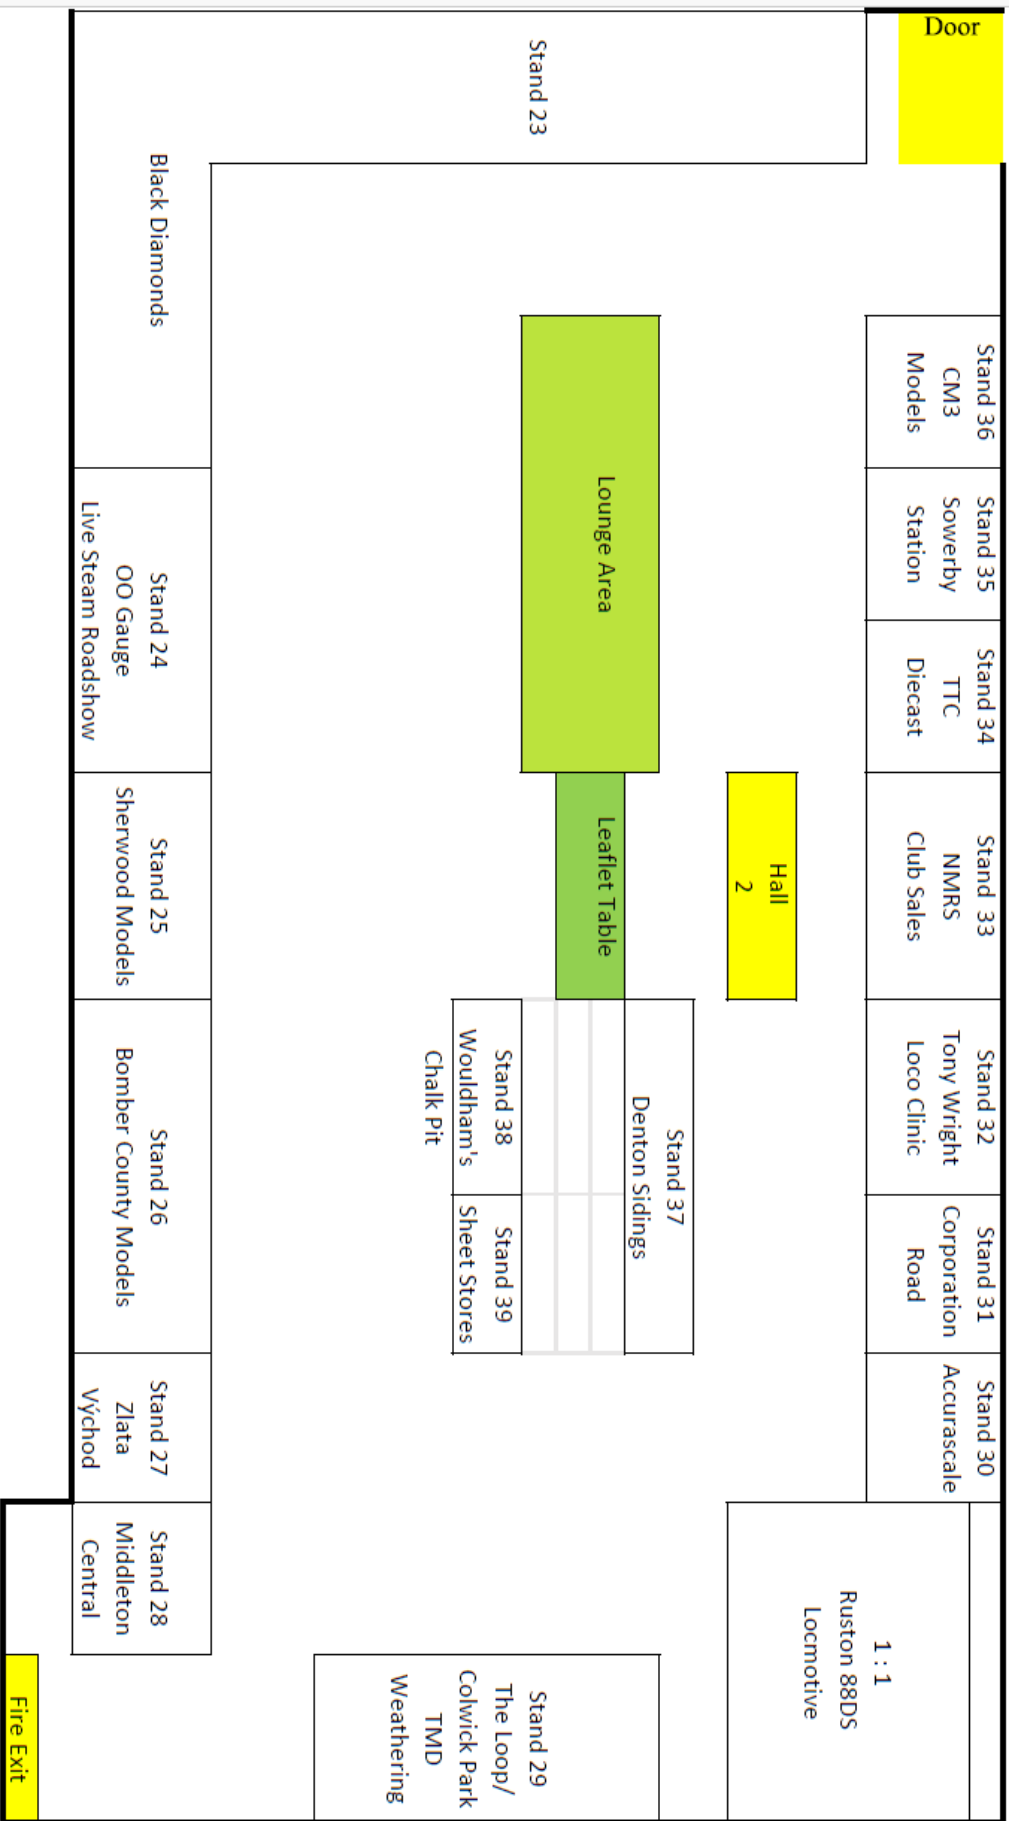 Door
Stand 23
Black Diamonds
Stand 36
CM3
Models
Stand 35
Sowerby
Station
Stand 34
TTC
Diecast
Stand 33
NMRS
Club Sales
Stand 32
Tony Wright
Loco Clinic
Stand 31
Corporation
Road
Stand 30
Accurascale
Lounge Area
Leaflet Table
Hall
2
Stand 37
Denton Sidings
Stand 38
Wouldham's
Chalk Pit
Stand 39
Sheet Stores
Stand 24
OO Gauge
Live Steam Roadshow
Stand 25
Sherwood Models
Stand 26
Bomber County Models
Stand 27
Zlata
Východ
Stand 28
Middleton
Central
1 : 1
Ruston 88DS
Locmotive
Stand 29
The Loop/
Colwick Park
TMD
Weathering
Fire Exit